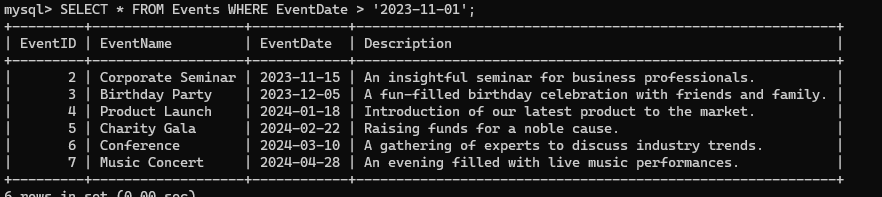 mysql> SELECT * FROM Events WHERE EventDate > '2023-11-01';
+---------+-------------------+------------+----------------------------------------------------------+
| EventID | EventName         | EventDate  | Description                                              |
+---------+-------------------+------------+----------------------------------------------------------+
|       2 | Corporate Seminar | 2023-11-15 | An insightful seminar for business professionals.        |
|       3 | Birthday Party    | 2023-12-05 | A fun-filled birthday celebration with friends and family. |
|       4 | Product Launch    | 2024-01-18 | Introduction of our latest product to the market.        |
|       5 | Charity Gala      | 2024-02-22 | Raising funds for a noble cause.                         |
|       6 | Conference        | 2024-03-10 | A gathering of experts to discuss industry trends.       |
|       7 | Music Concert     | 2024-04-28 | An evening filled with live music performances.          |
+---------+-------------------+------------+----------------------------------------------------------+
6 rows in set (0.00 sec)